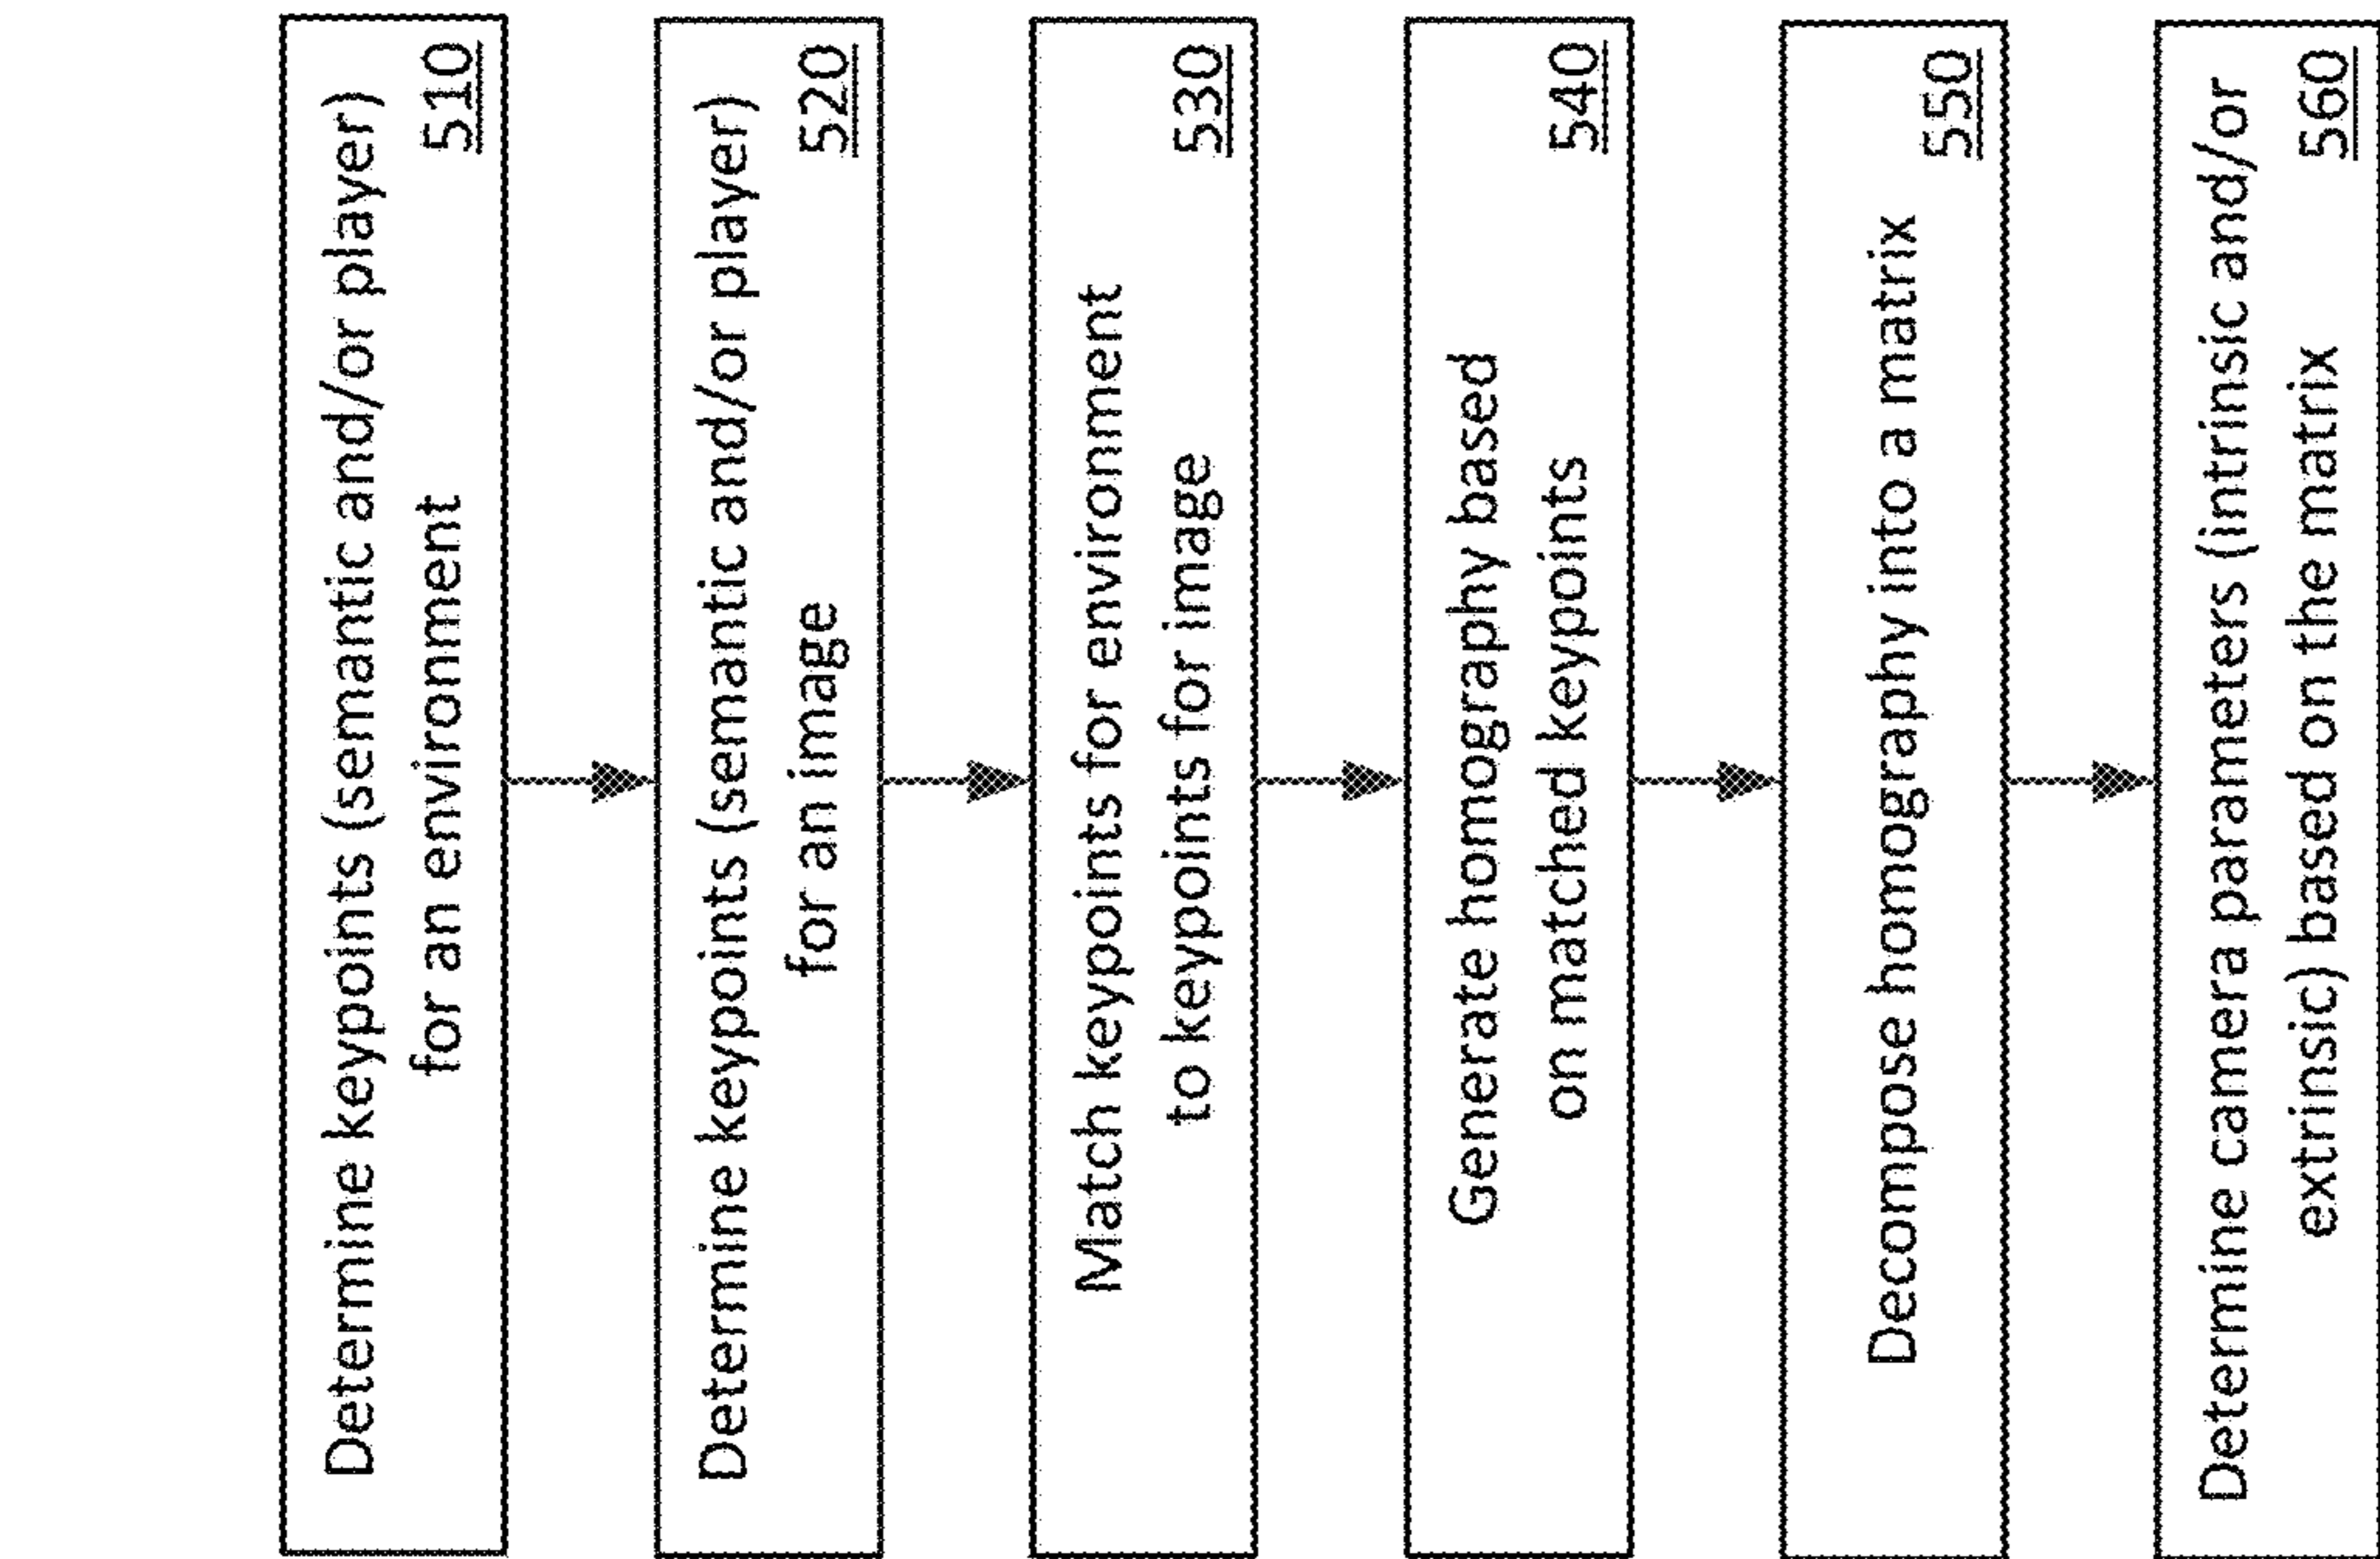 Determine keypoints (semantic and/or player)
for an environment
510
Determine keypoints (semantic and/or player)
for an image
520
Match keypoints for environment
to keypoints for image
530
Generate homography based
on matched keypoints
540
Decompose homography into a matrix
550
Determine camera parameters (intrinsic and/or
extrinsic) based on the matrix
560